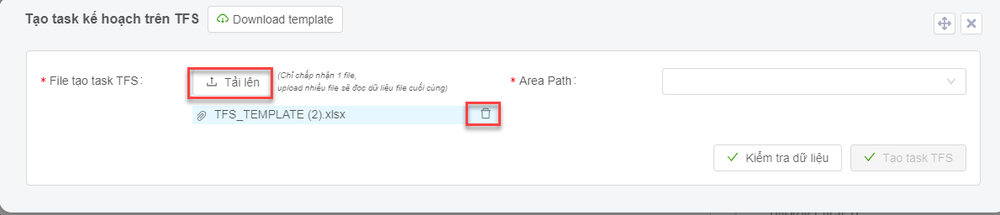 Tạo task kế hoạch trên TFS
Download template
* File tạo task TFS:
Tải lên
(Chỉ chấp nhận 1 file,
upload nhiều file sẽ đọc dữ liệu file cuối cùng)
* Area Path:
TFS_TEMPLATE (2).xlsx
Kiểm tra dữ liệu
Tạo task TFS